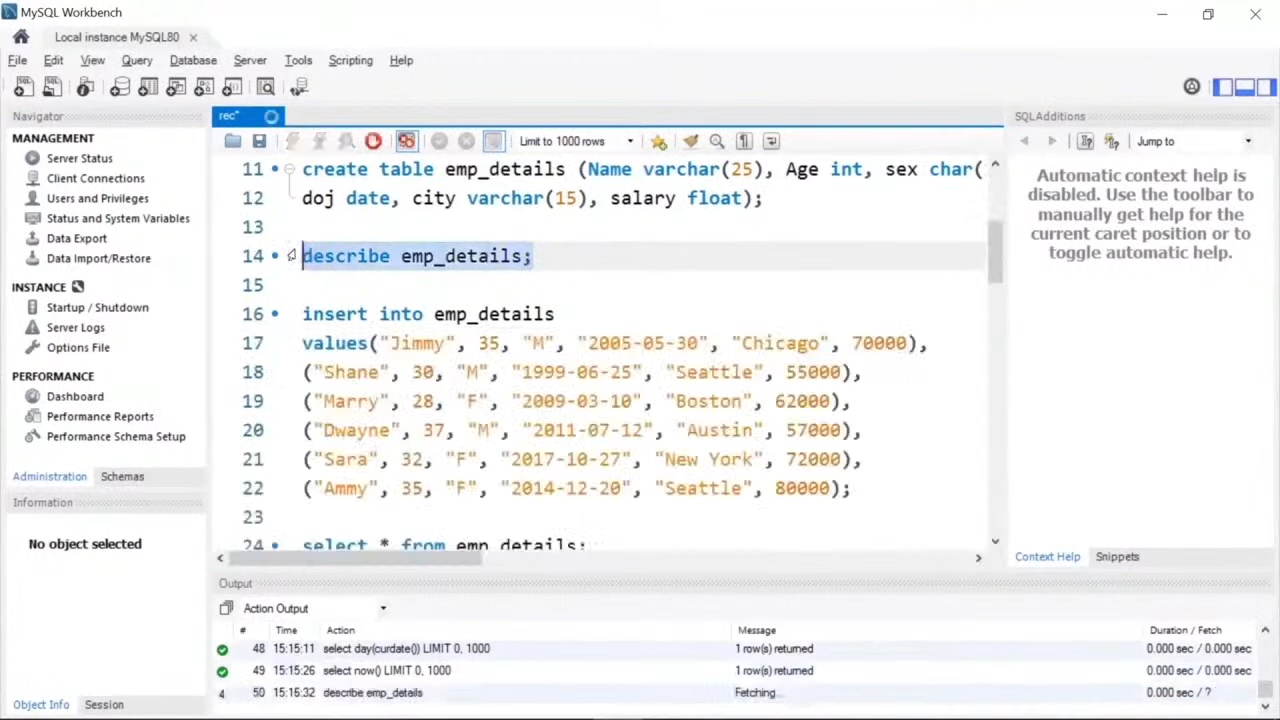 MySQL Workbench
Local instance MySQL80
File Edit View Query Database Server Tools Scripting Help
Navigator
MANAGEMENT
Server Status
Client Connections
Users and Privileges
Status and System Variables
Data Export
Data Import/Restore
INSTANCE
Startup / Shutdown
Server Logs
Options File
PERFORMANCE
Dashboard
Performance Reports
Performance Schema Setup
Administration Schemas
Information
No object selected
Object Info Session
rec*
Limit to 1000 rows
11 create table emp_details (Name varchar(25), Age int, sex char(
12 doj date, city varchar(15), salary float);
13
14 describe emp_details;
15
16 insert into emp_details
17 values("Jimmy", 35, "M", "2005-05-30", "Chicago", 70000),
18 ("Shane", 30, "M", "1999-06-25", "Seattle", 55000),
19 ("Marry", 28, "F", "2009-03-10", "Boston", 62000),
20 ("Dwayne", 37, "M", "2011-07-12", "Austin", 57000),
21 ("Sara", 32, "F", "2017-10-27", "New York", 72000),
22 ("Ammy", 35, "F", "2014-12-20", "Seattle", 80000);
23
24 select * from emp_details;
SQLAdditions
Jump to
Automatic context help is
disabled. Use the toolbar to
manually get help for the
current caret position or to
toggle automatic help.
Context Help Snippets
Output
Action Output
# Time Action Message Duration / Fetch
48 15:15:11 select day(curdate()) LIMIT 0, 1000 1 row(s) returned 0.000 sec / 0.000 sec
49 15:15:26 select now() LIMIT 0, 1000 1 row(s) returned 0.000 sec / 0.000 sec
50 15:15:32 describe emp_details Fetching... 0.000 sec / ?